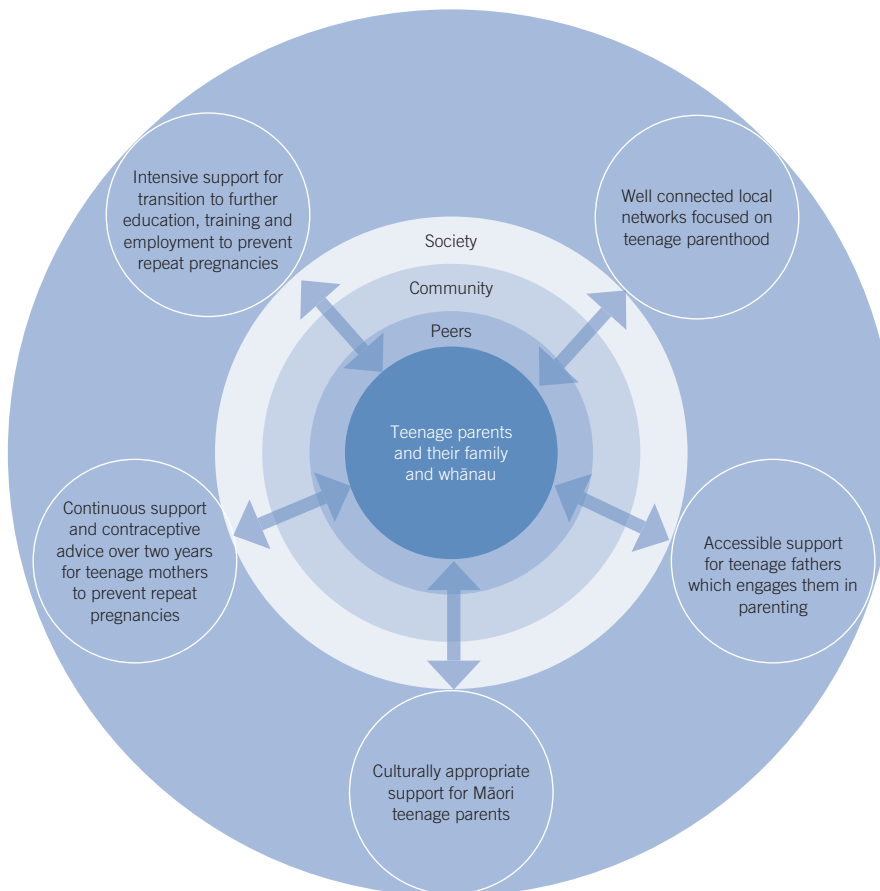 Intensive support for
transition to further
education, training and
employment to prevent
repeat pregnancies
Well connected local
networks focused on
teenage parenthood
Society
Community
Peers
Teenage parents
and their family
and whānau
Continuous support
and contraceptive
advice over two years
for teenage mothers
to prevent repeat
pregnancies
Accessible support
for teenage fathers
which engages them in
parenting
Culturally appropriate
support for Māori
teenage parents